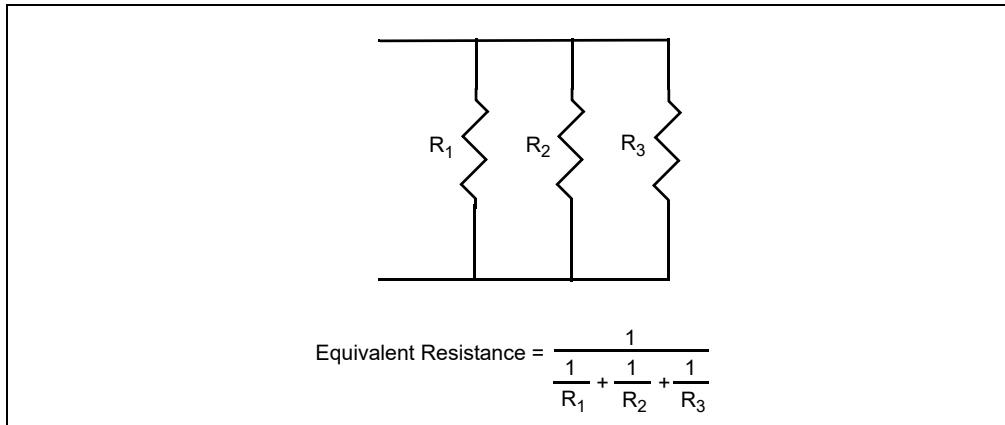 R1 R2 R3
Equivalent Resistance = 1
1 + 1 + 1
R1 R2 R3